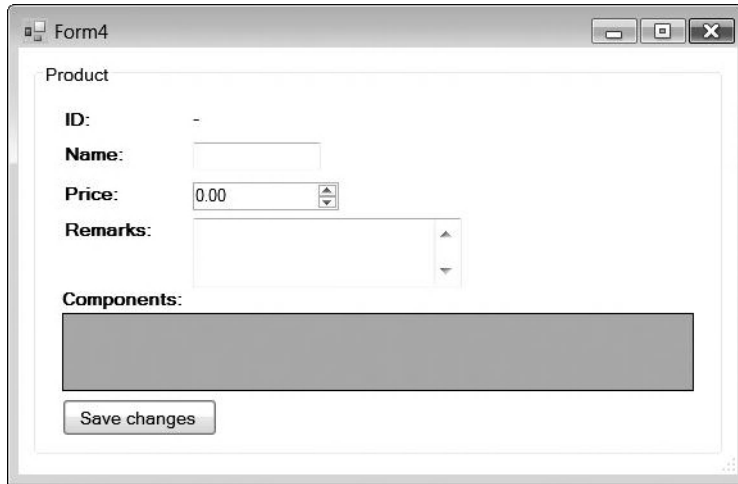 Form4
Product
ID: -
Name:
Price: 0.00
Remarks:
Components:
Save changes